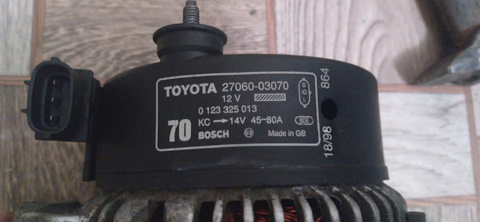 TOYOTA 27060-03070
12 V
0 123 325 013
KC → 14V 45-80A
70 BOSCH Made in GB
18/98 864